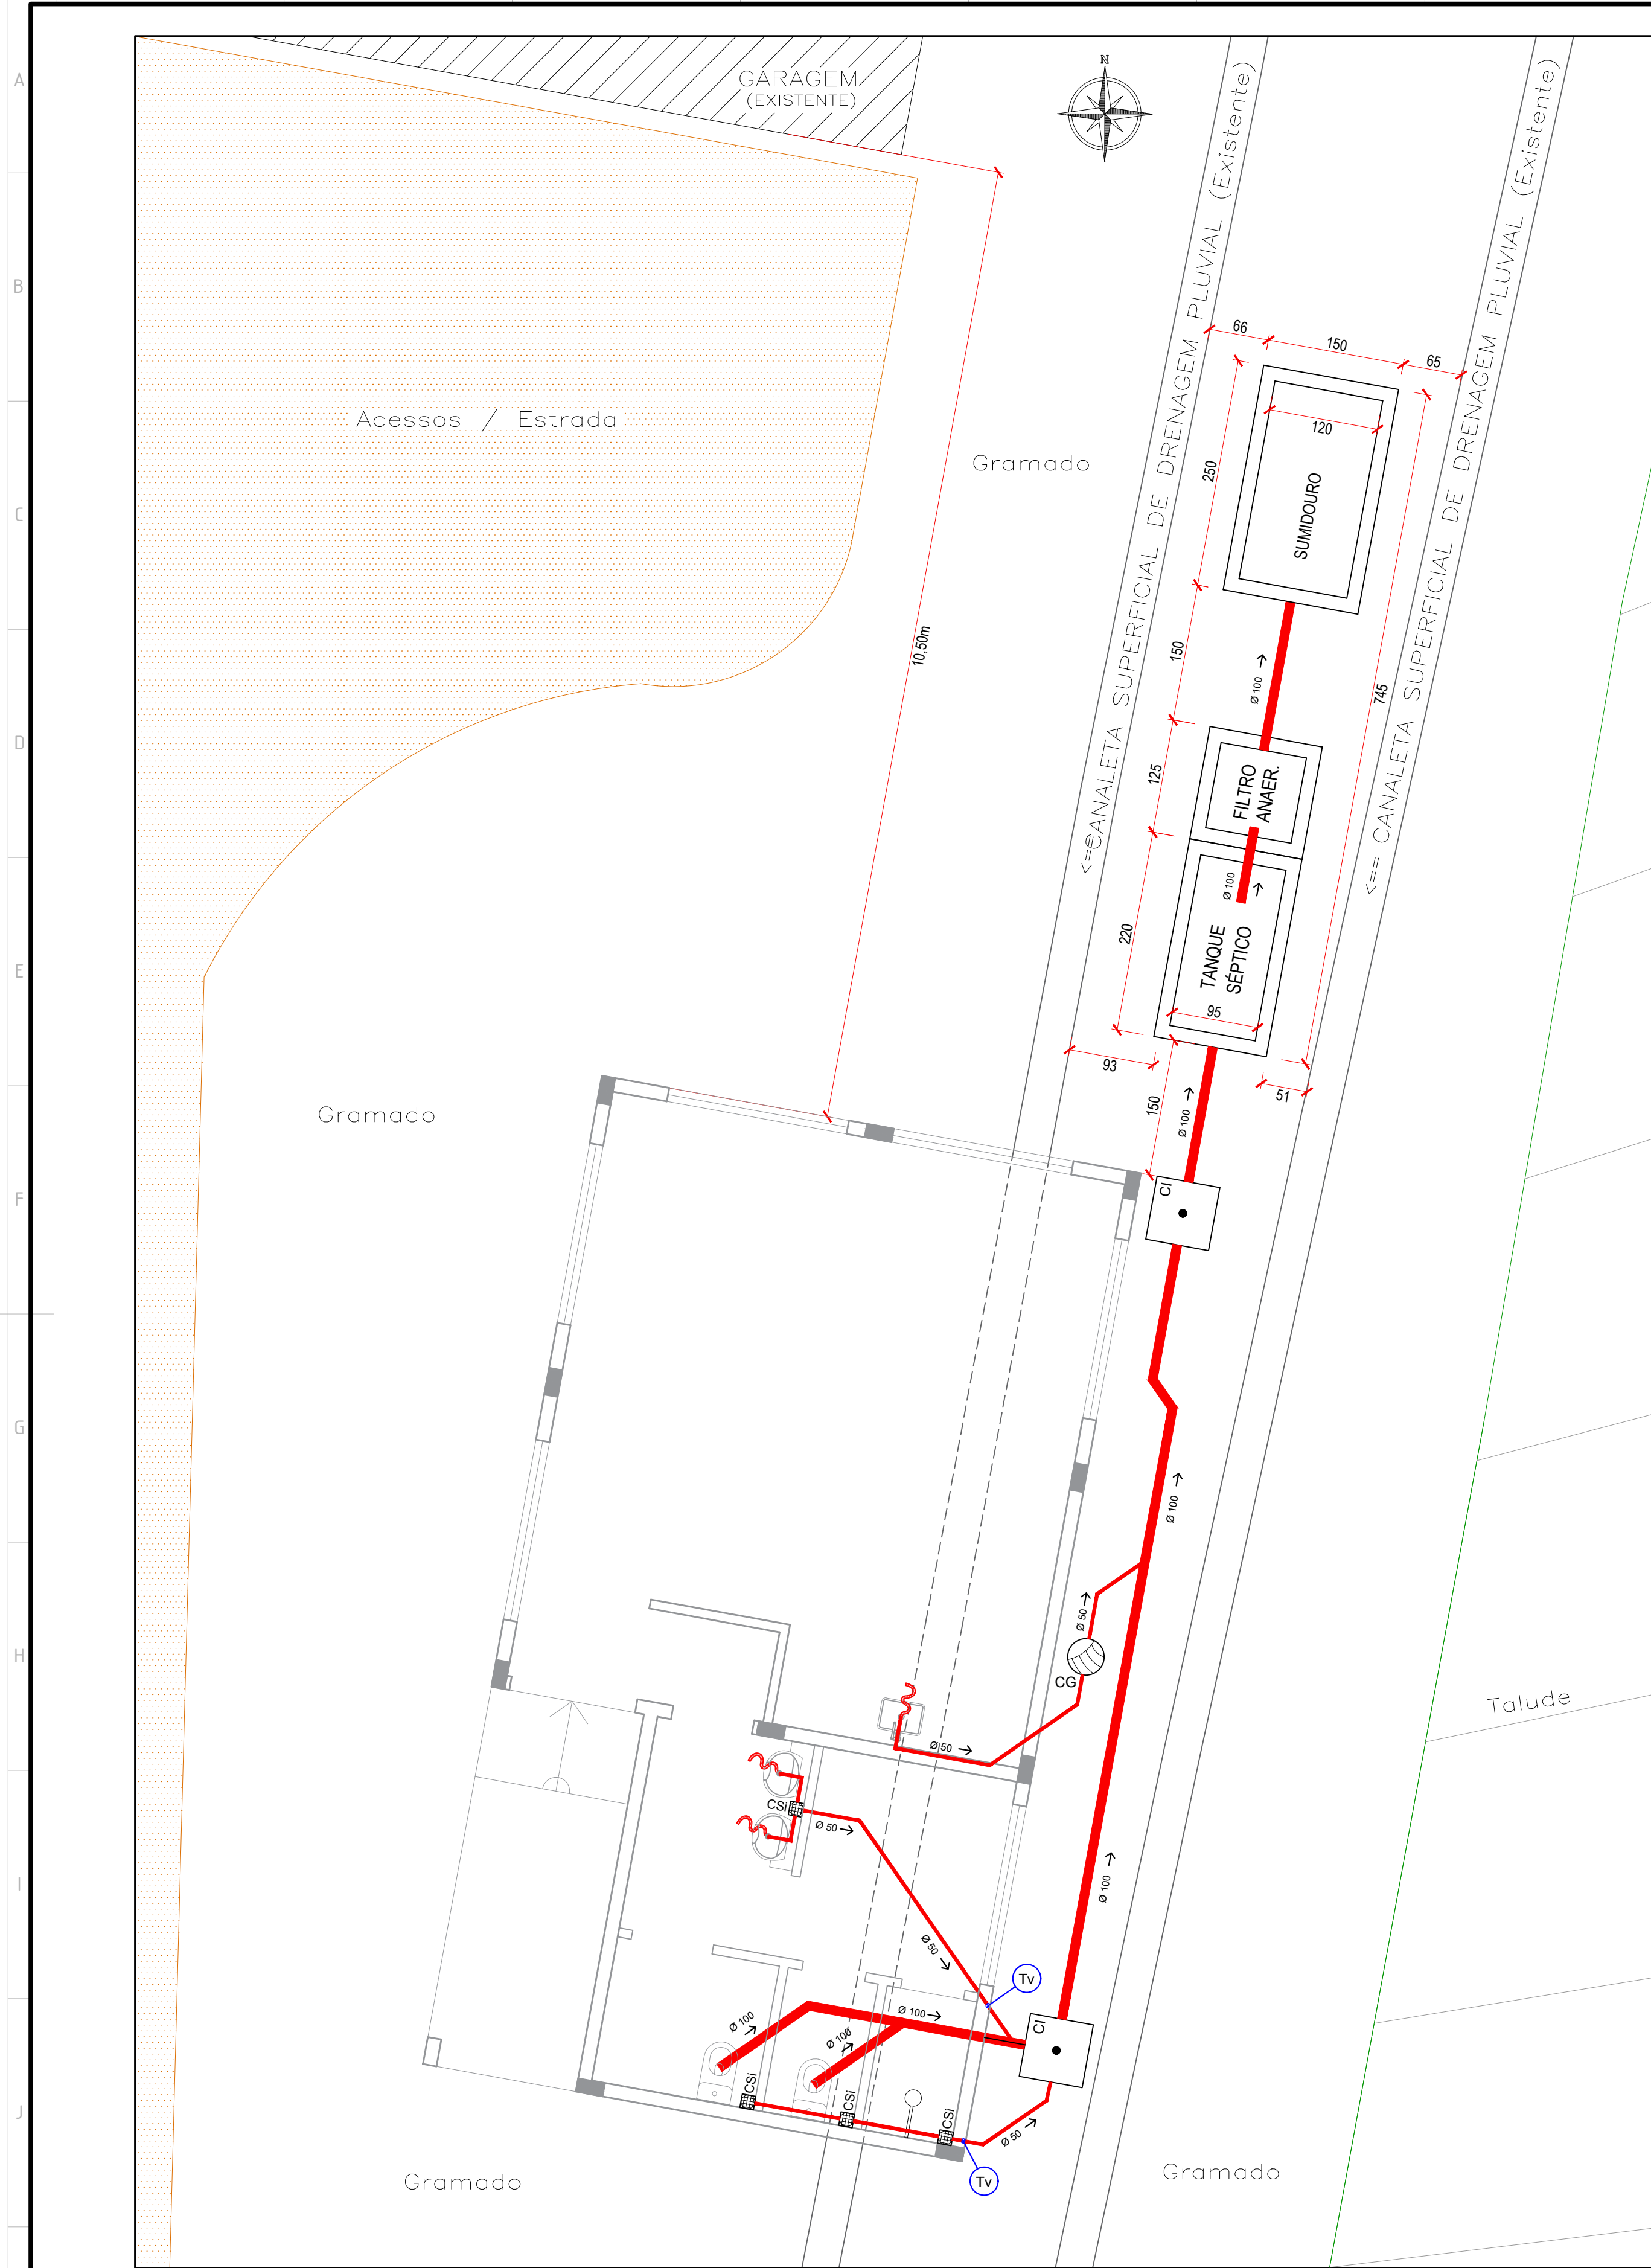 A
B
C
D
E
F
G
H
I
J
GARAGEM
(EXISTENTE)
N
<=CANALETA SUPERFICIAL DE DRENAGEM PLUVIAL (Existente)
<== CANALETA SUPERFICIAL DE DRENAGEM PLUVIAL (Existente)
66
150
65
120
250
SUMIDOURO
Acessos / Estrada
Gramado
10,50m
150
Ø 100
745
125
FILTRO
ANAER.
Ø 100
220
TANQUE
SÉPTICO
95
93
51
150
Ø 100
Gramado
CI
Ø 100
Ø 50
CG
Talude
Ø 50
CSi
Ø 50
Ø 100
Ø 50
Tv
Ø 100
Ø 100
Ø 100
CI
CSi
CSi
CSi
Ø 50
Tv
Gramado
Gramado